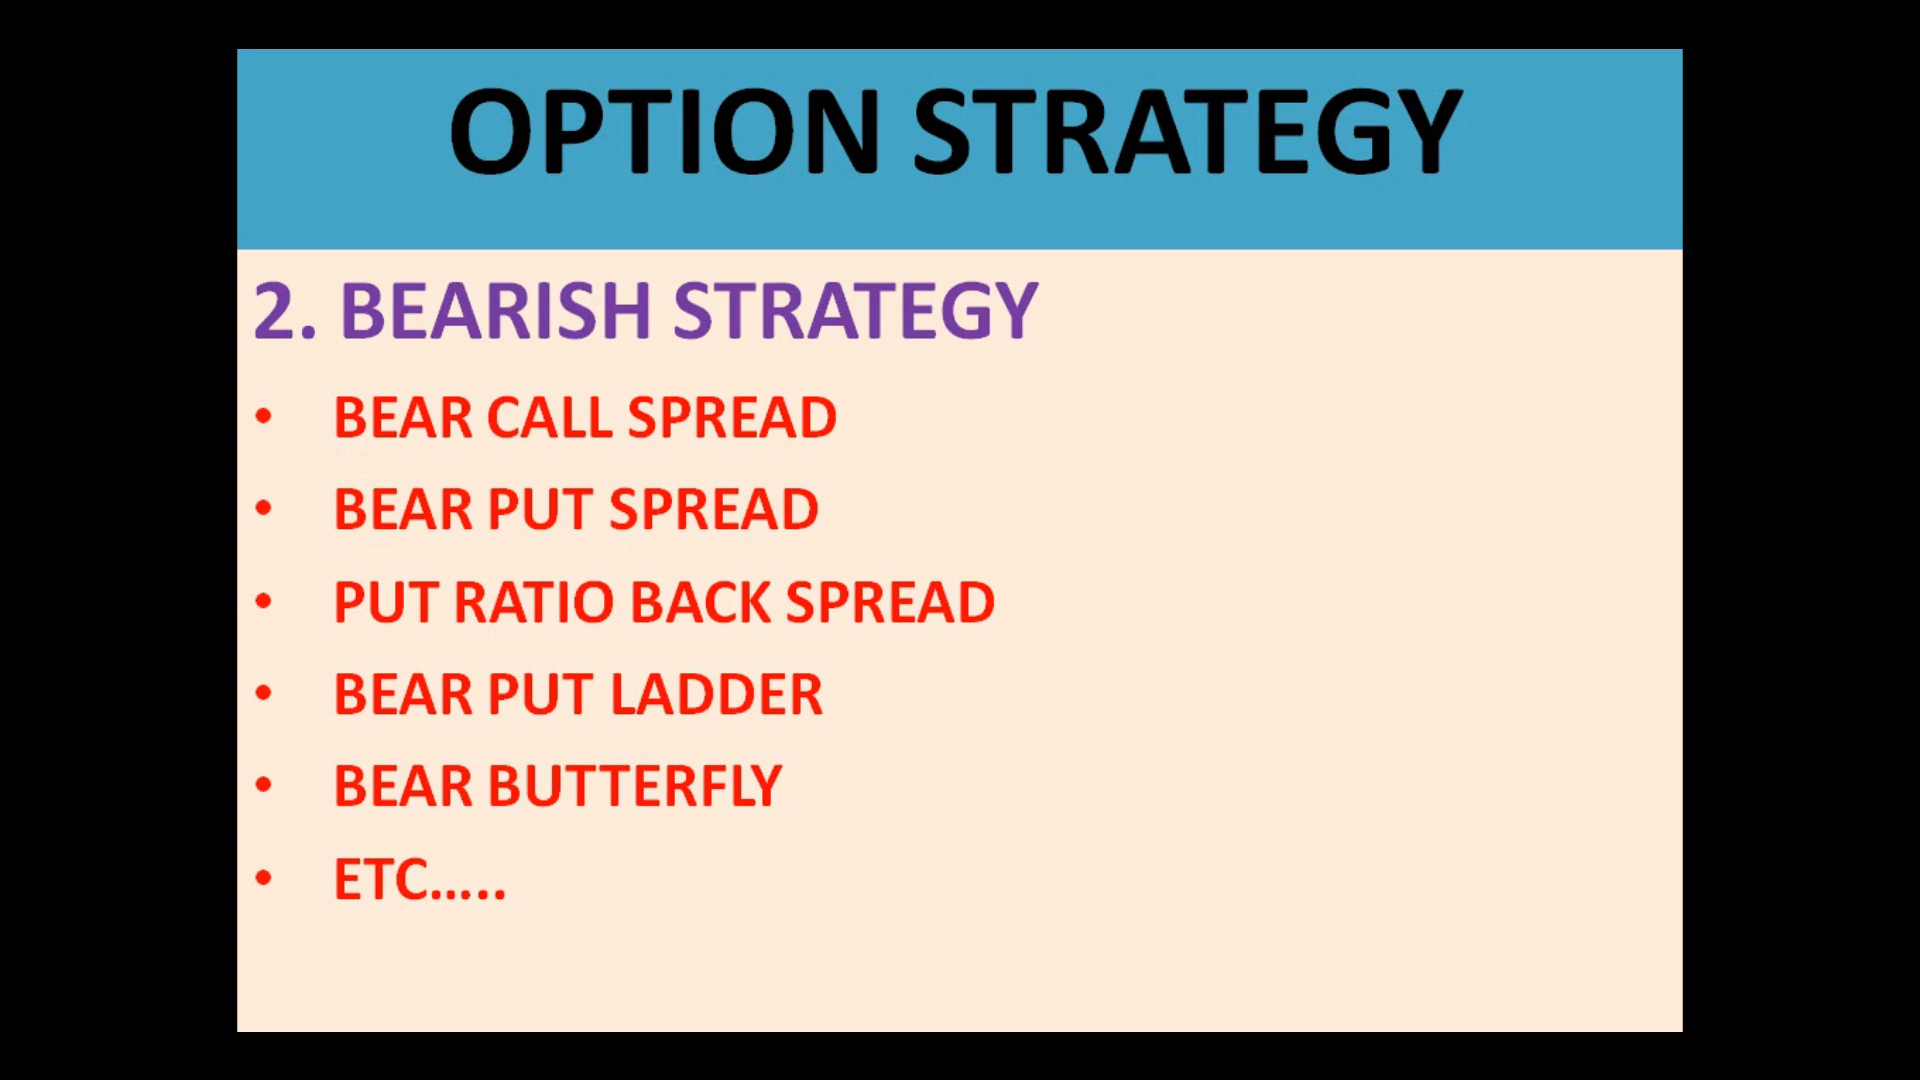 OPTION STRATEGY
2. BEARISH STRATEGY
• BEAR CALL SPREAD
• BEAR PUT SPREAD
• PUT RATIO BACK SPREAD
• BEAR PUT LADDER
• BEAR BUTTERFLY
• ETC.....